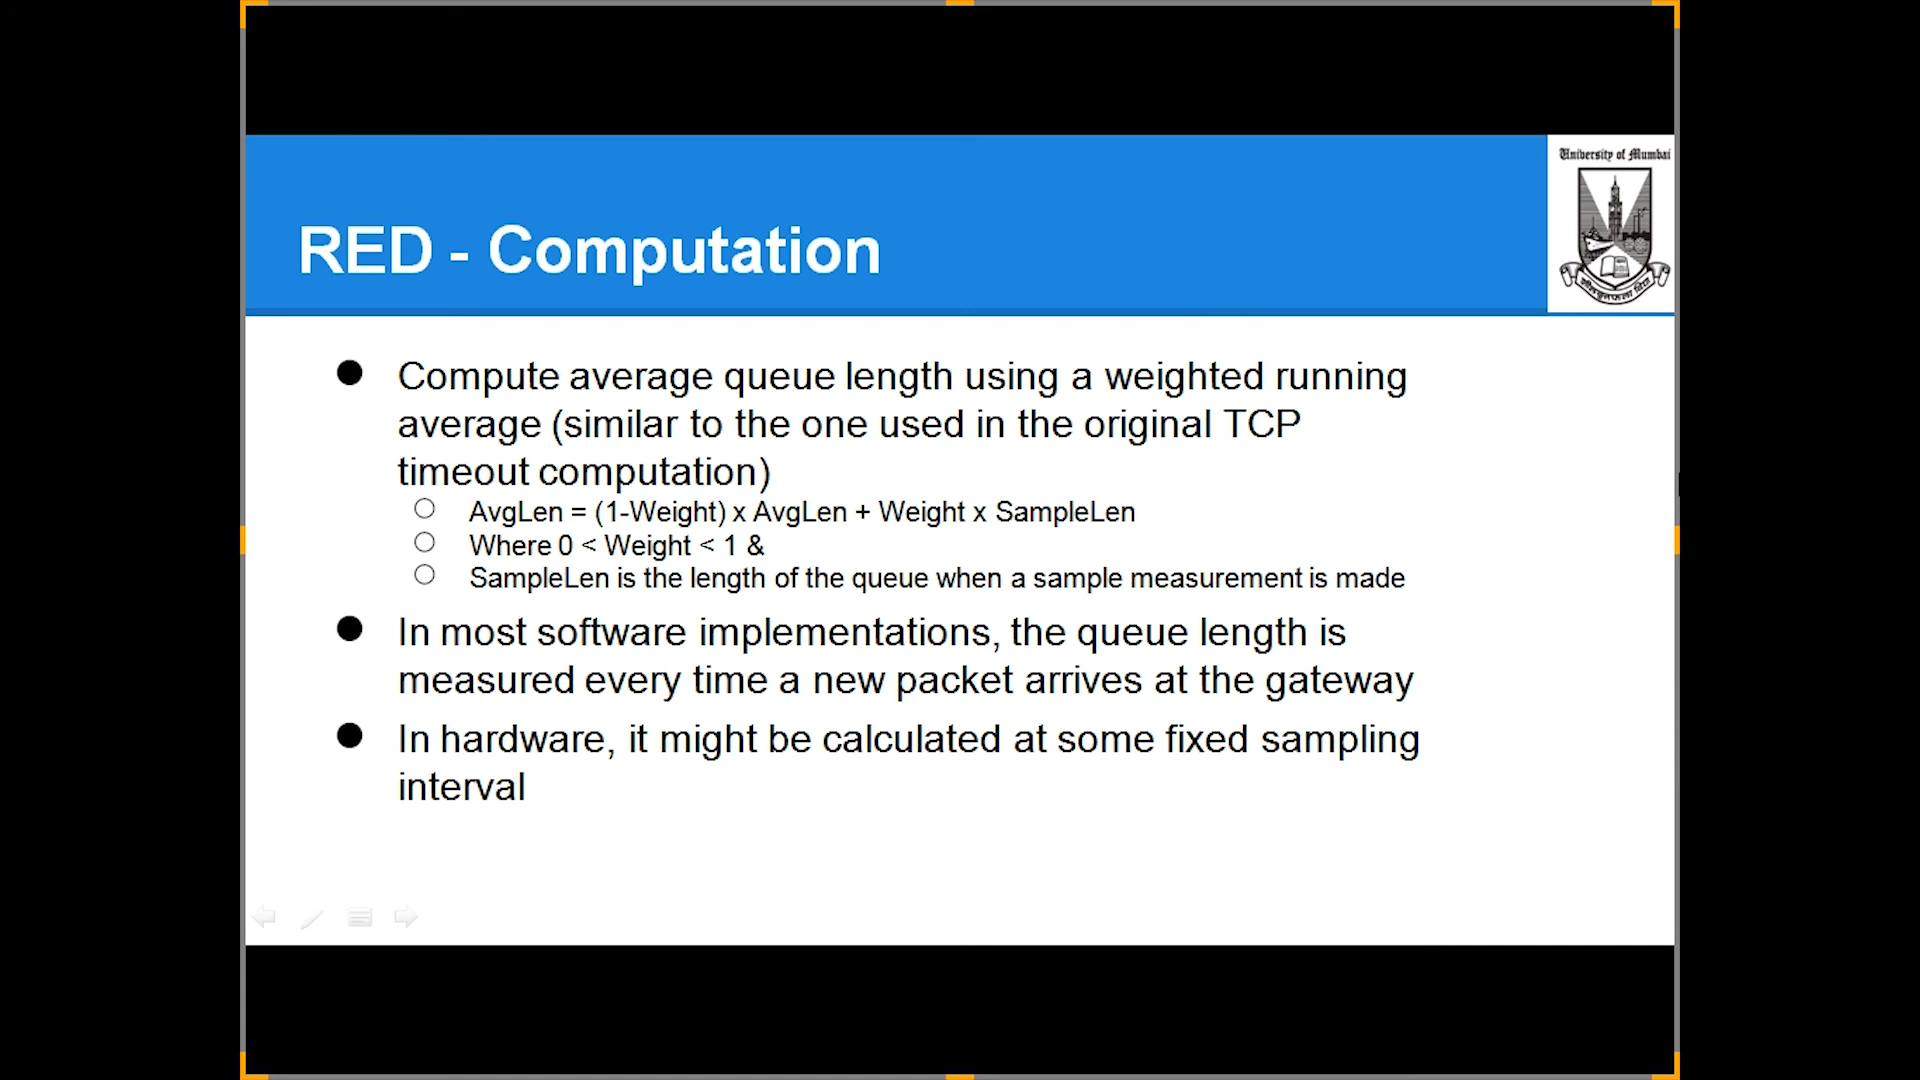 University of Mumbai
RED - Computation
● Compute average queue length using a weighted running
average (similar to the one used in the original TCP
timeout computation)
○ AvgLen = (1-Weight) x AvgLen + Weight x SampleLen
○ Where 0 < Weight < 1 &
○ SampleLen is the length of the queue when a sample measurement is made
● In most software implementations, the queue length is
measured every time a new packet arrives at the gateway
● In hardware, it might be calculated at some fixed sampling
interval